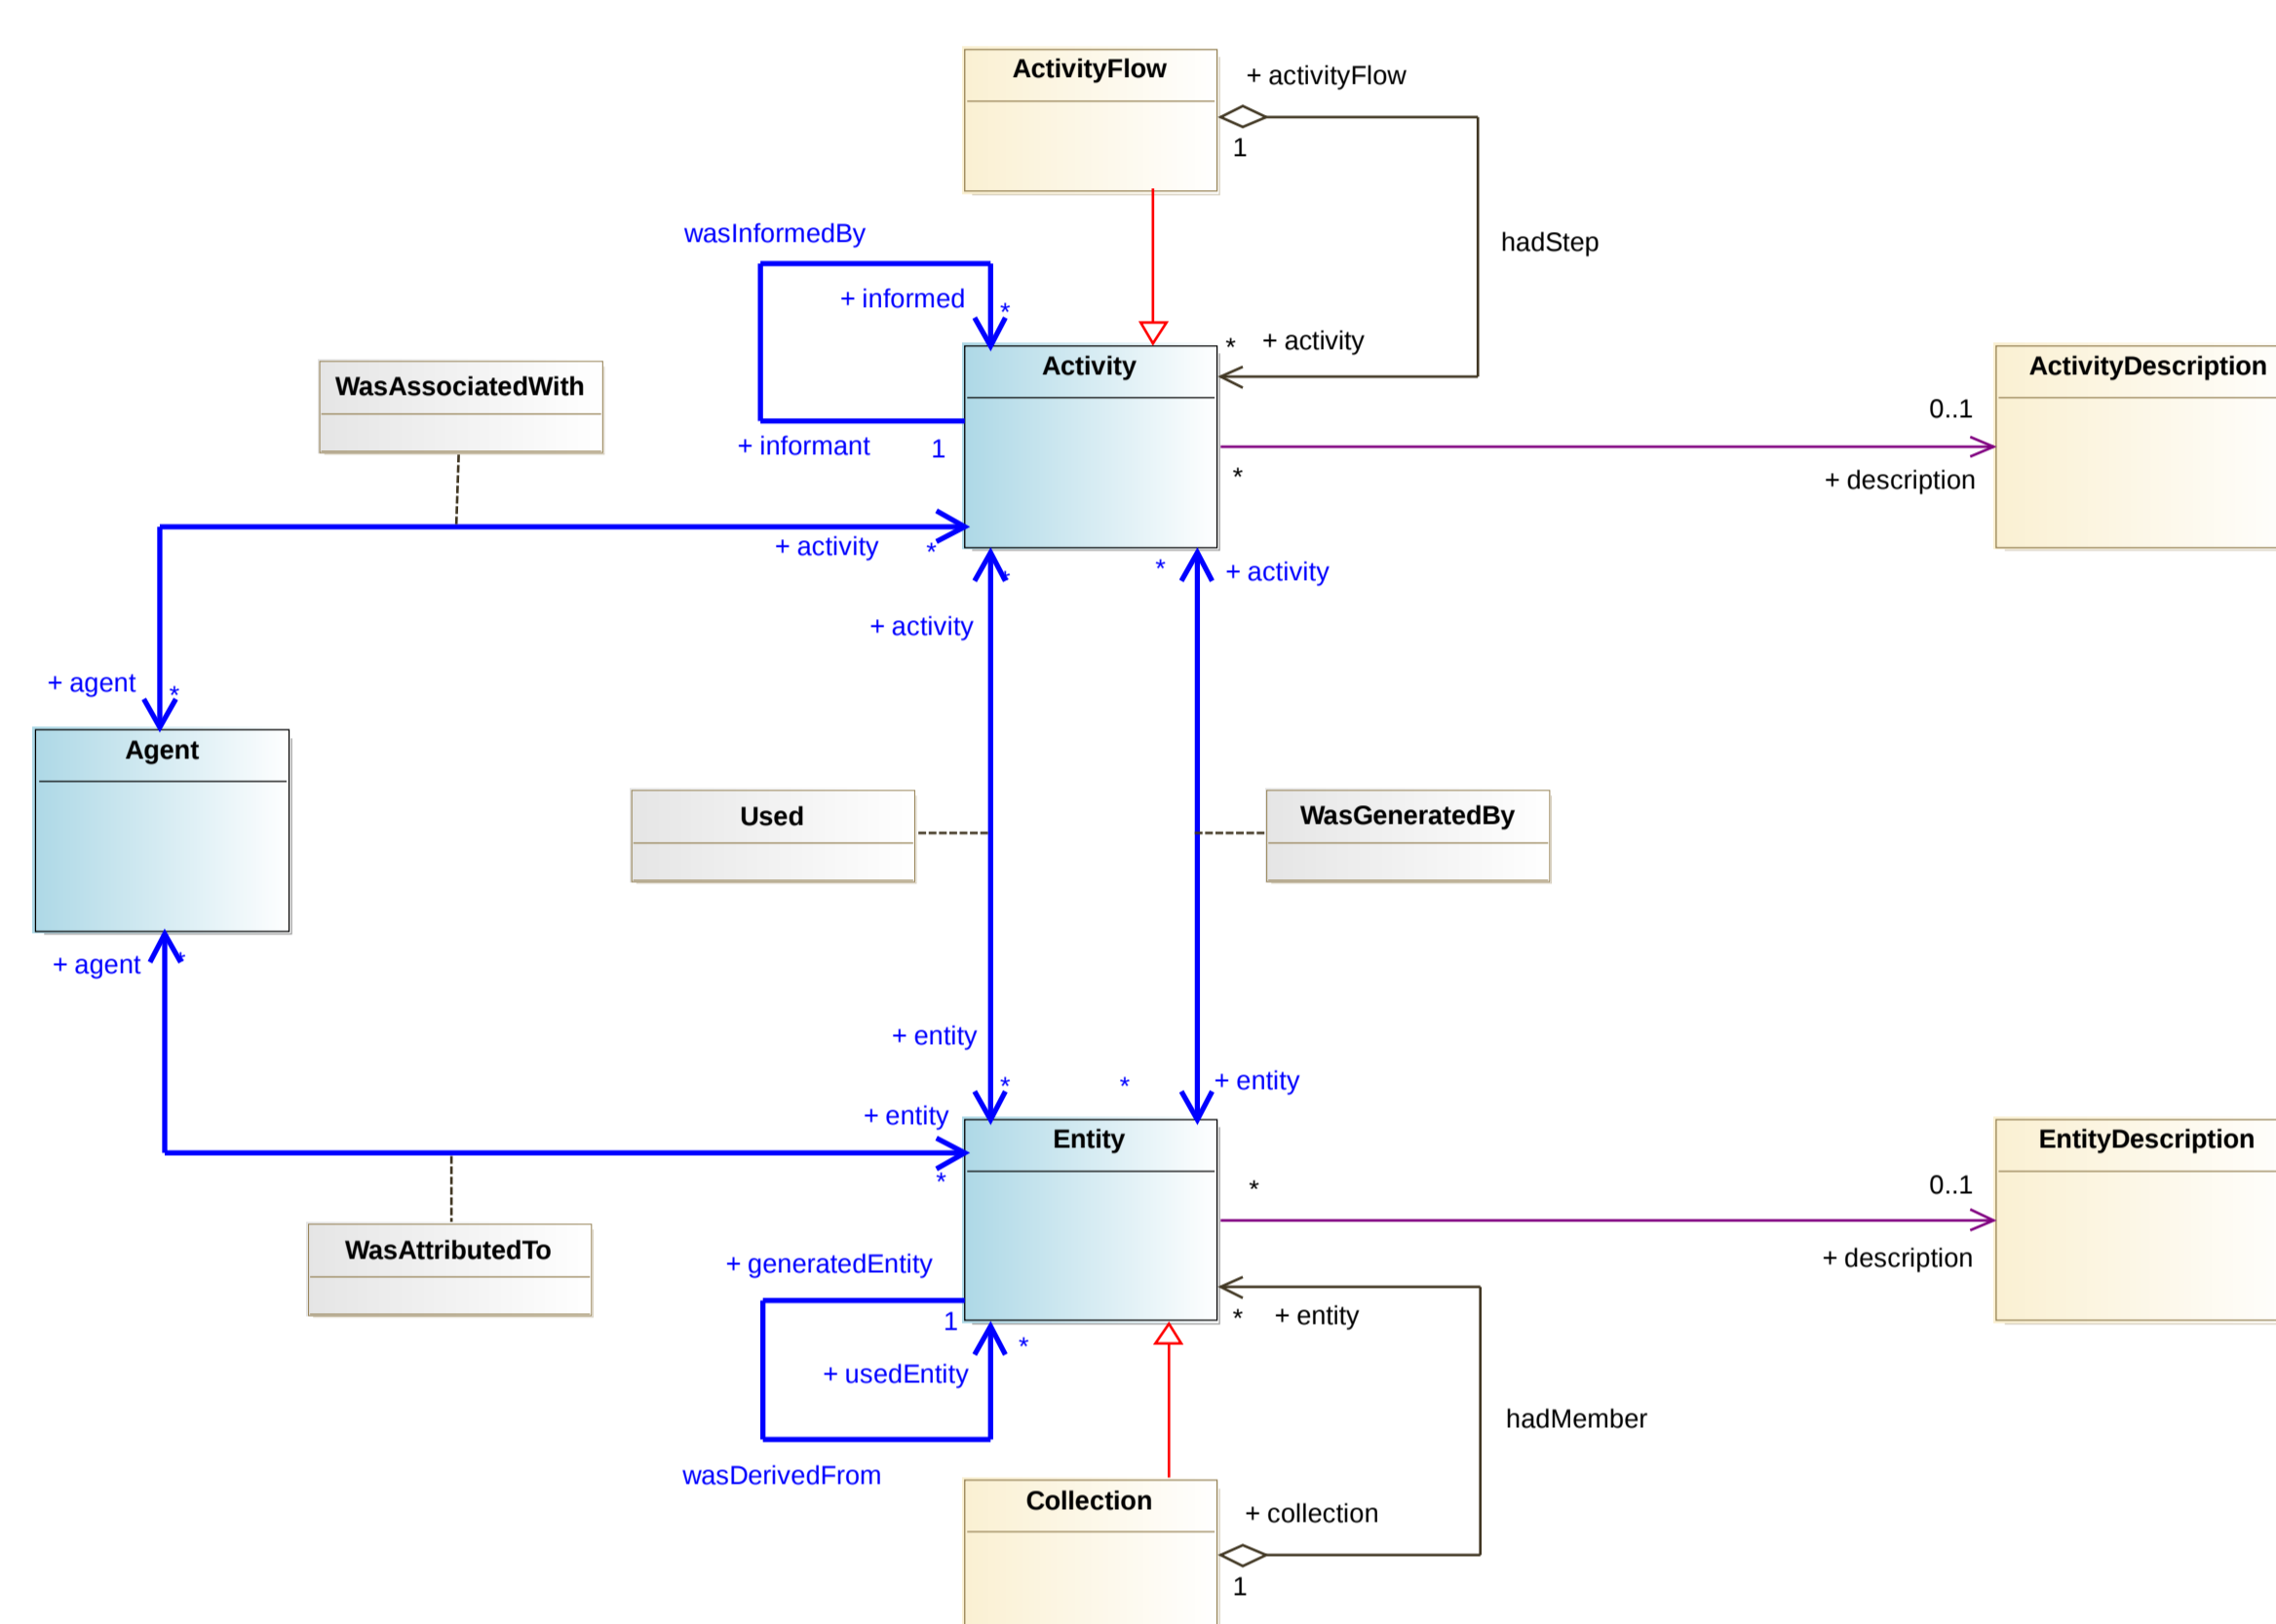 ActivityFlow
+ activityFlow
1
wasInformedBy
hadStep
+ informed
*
* + activity
Activity
ActivityDescription
WasAssociatedWith
0..1
+ informant 1
*
+ description
+ activity *
*
* + activity
+ activity
+ agent *
Agent
Used
WasGeneratedBy
+ agent *
+ entity
* * + entity
+ entity
Entity
EntityDescription
*
* 0..1
WasAttributedTo
+ generatedEntity
+ description
1
* + entity
*
+ usedEntity
hadMember
wasDerivedFrom
Collection
+ collection
1